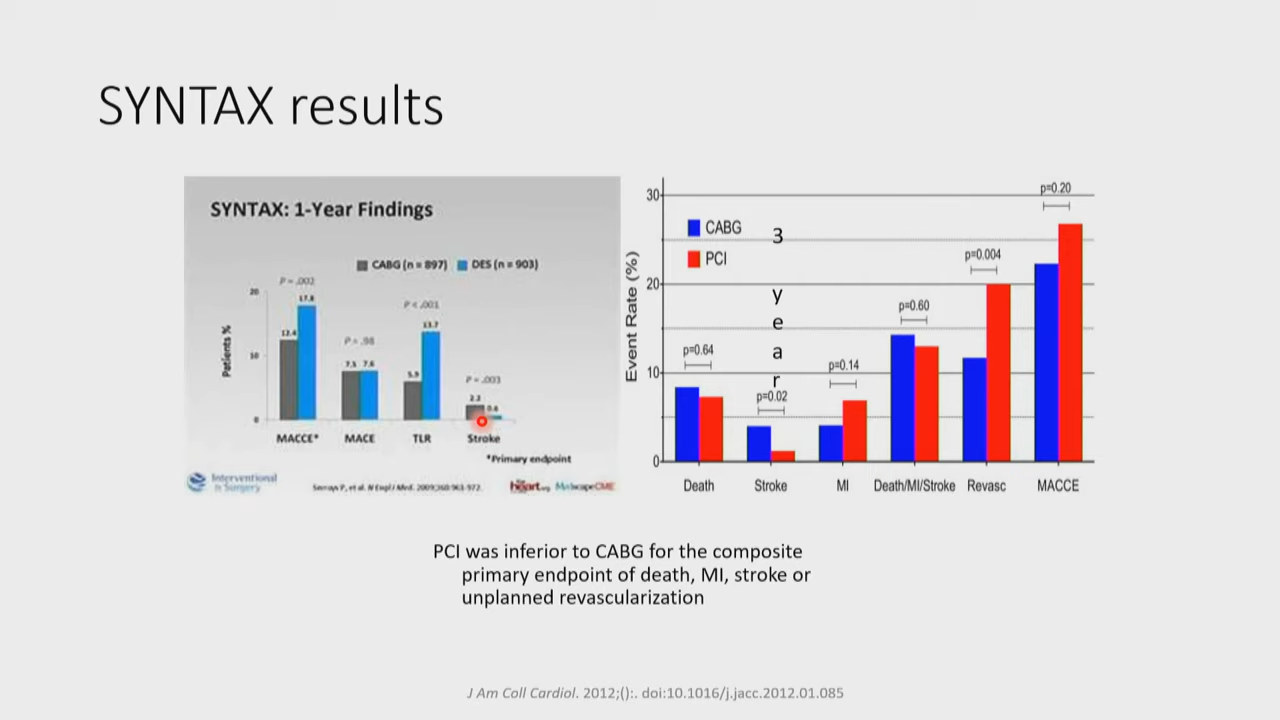 SYNTAX results
SYNTAX: 1-Year Findings
CABG (n = 897) DES (n = 903)
P = .002
P = .98
P < .001
P = .003
20
10
0
Patients %
12.4 17.8
7.6
5.9 13.7
2.2 0.6
MACCE* MACE TLR Stroke
*Primary endpoint
Interventional
Surgery
Serruys P, et al. N Engl J Med. 2009;360:961-972.
theheart.org MedscapeCME
Event Rate (%)
30
20
10
0
CABG
PCI
3
y
e
a
r
p=0.64
p=0.02
p=0.14
p=0.60
p=0.004
p=0.20
Death Stroke MI Death/MI/Stroke Revasc MACCE
PCI was inferior to CABG for the composite
primary endpoint of death, MI, stroke or
unplanned revascularization
J Am Coll Cardiol. 2012;():. doi:10.1016/j.jacc.2012.01.085